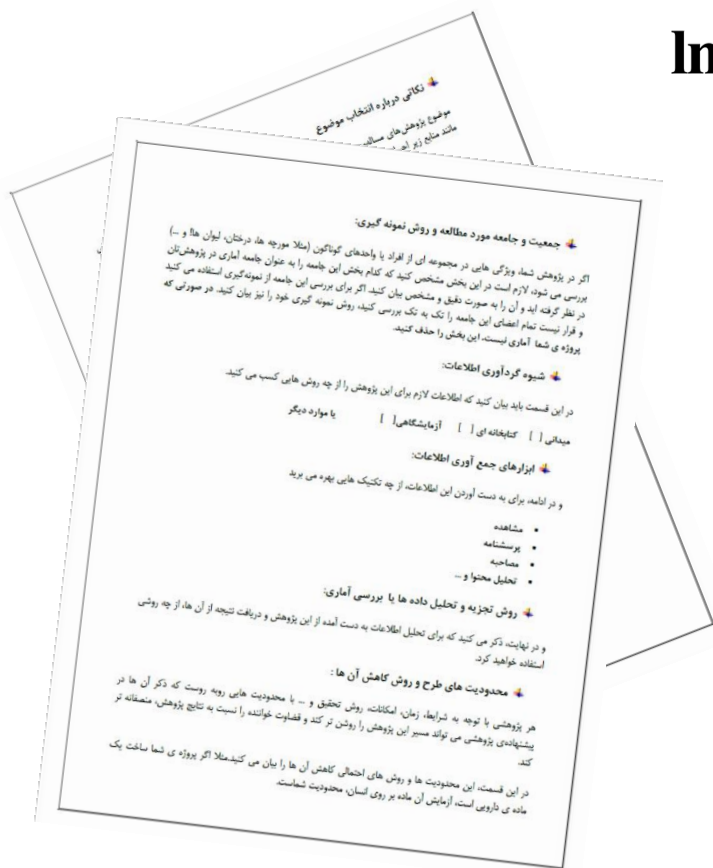 In
نکاتی درباره انتخاب موضوع
موضوع پژوهش‌های مساله
مانند منابع زیر
جمعیت و جامعه مورد مطالعه و روش نمونه گیری:
اگر در پژوهش شما، ویژگی هایی در مجموعه ای از افراد یا واحدهای گوناگون (مثلا مورچه ها، درختان، لیوان ها! و ...)
بررسی می شود، لازم است در این بخش مشخص کنید که کدام بخش این جامعه را به عنوان جامعه آماری در پژوهش‌تان
در نظر گرفته اید و آن را به صورت دقیق و مشخص بیان کنید. اگر برای بررسی این جامعه از نمونه‌گیری استفاده می کنید
و قرار نیست تمام اعضای این جامعه را تک به تک بررسی کنید، روش نمونه گیری خود را نیز بیان کنید. در صورتی که
پروژه ی شما آماری نیست، این بخش را حذف کنید.
شیوه گردآوری اطلاعات:
در این قسمت باید بیان کنید که اطلاعات لازم برای این پژوهش را از چه روش هایی کسب می کنید.
میدانی [ ] کتابخانه ای [ ] آزمایشگاهی[ ] یا موارد دیگر
ابزارهای جمع آوری اطلاعات:
و در ادامه، برای به دست آوردن این اطلاعات، از چه تکنیک هایی بهره می برید
▪ مشاهده
▪ پرسشنامه
▪ مصاحبه
▪ تحلیل محتوا و ...
روش تجزیه و تحلیل داده ها یا بررسی آماری:
و در نهایت، ذکر می کنید که برای تحلیل اطلاعات به دست آمده از این پژوهش و دریافت نتیجه از آن ها، از چه روشی
استفاده خواهید کرد.
محدودیت های طرح و روش کاهش آن ها :
هر پژوهشی با توجه به شرایط، زمان، امکانات، روش تحقیق و ... با محدودیت هایی روبه روست که ذکر آن ها در
پیشنهاده‌ی پژوهشی می تواند مسیر این پژوهش را روشن تر کند و قضاوت خواننده را نسبت به نتایج پژوهش، منصفانه تر
کند.
در این قسمت، این محدودیت ها و روش های احتمالی کاهش آن ها را بیان می کنید.مثلا اگر پروژه ی شما ساخت یک
ماده ی دارویی است، آزمایش آن ماده بر روی انسان، محدودیت شماست.